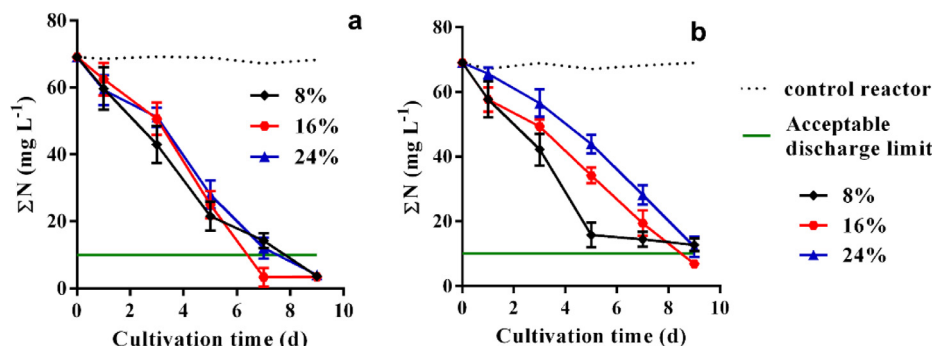 a
80
60
40
20
0
ΣN (mg L⁻¹)
8%
16%
24%
0 2 4 6 8 10
Cultivation time (d)
b
80
60
40
20
0
ΣN (mg L⁻¹)
0 2 4 6 8 10
Cultivation time (d)
control reactor
Acceptable
discharge limit
8%
16%
24%